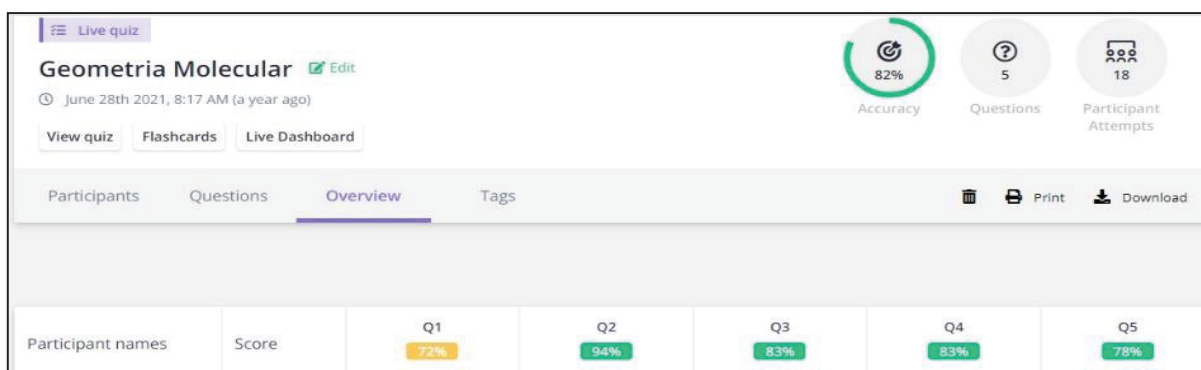 Live quiz
Geometria Molecular Edit
June 28th 2021, 8:17 AM (a year ago)
View quiz Flashcards Live Dashboard
82%
Accuracy
5
Questions
18
Participant
Attempts
Participants Questions Overview Tags Print Download
Participant names Score
Q1
72%
Q2
94%
Q3
83%
Q4
83%
Q5
78%